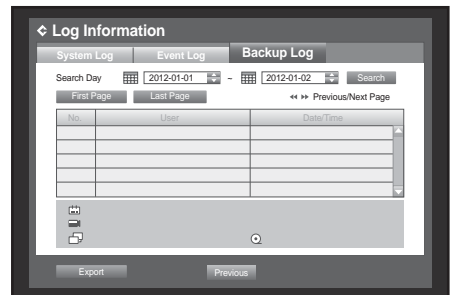 Log Information
System Log Event Log Backup Log
Search Day 2012-01-01 ~ 2012-01-02 Search
First Page Last Page Previous/Next Page
No. User Date/Time
Export Previous